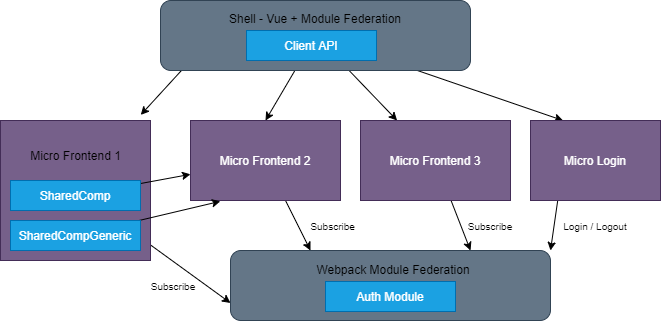 Shell - Vue + Module Federation
Client API
Micro Frontend 1
SharedComp
SharedCompGeneric
Micro Frontend 2
Micro Frontend 3
Micro Login
Subscribe
Subscribe
Login / Logout
Subscribe
Webpack Module Federation
Auth Module